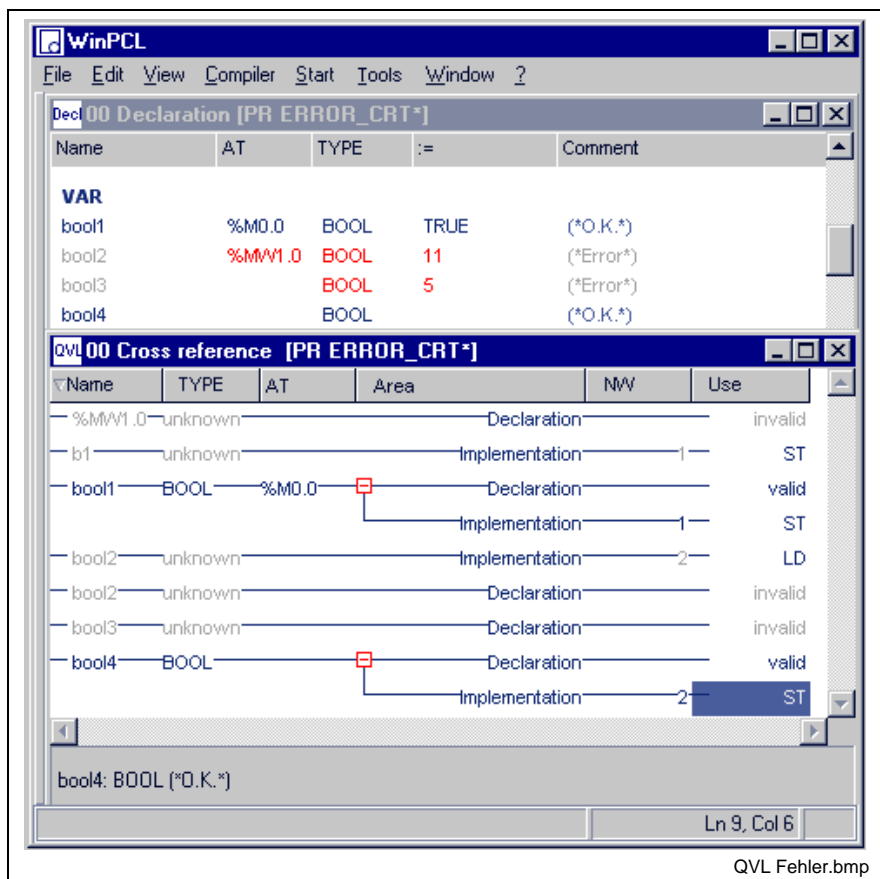 WinPCL
File Edit View Compiler Start Tools Window ?
Decl 00 Declaration [PR ERROR_CRT*]
Name AT TYPE := Comment
VAR
bool1 %M0.0 BOOL TRUE (*O.K.*)
bool2 %MW1.0 BOOL 11 (*Error*)
bool3 BOOL 5 (*Error*)
bool4 BOOL (*O.K.*)
QVL 00 Cross reference [PR ERROR_CRT*]
Name TYPE AT Area NW Use
%MW1.0 unknown Declaration invalid
b1 unknown Implementation 1 ST
bool1 BOOL %M0.0 Declaration valid
Implementation 1 ST
bool2 unknown Implementation 2 LD
bool2 unknown Declaration invalid
bool3 unknown Declaration invalid
bool4 BOOL Declaration valid
Implementation 2 ST
bool4: BOOL (*O.K.*)
Ln 9, Col 6
QVL Fehler.bmp